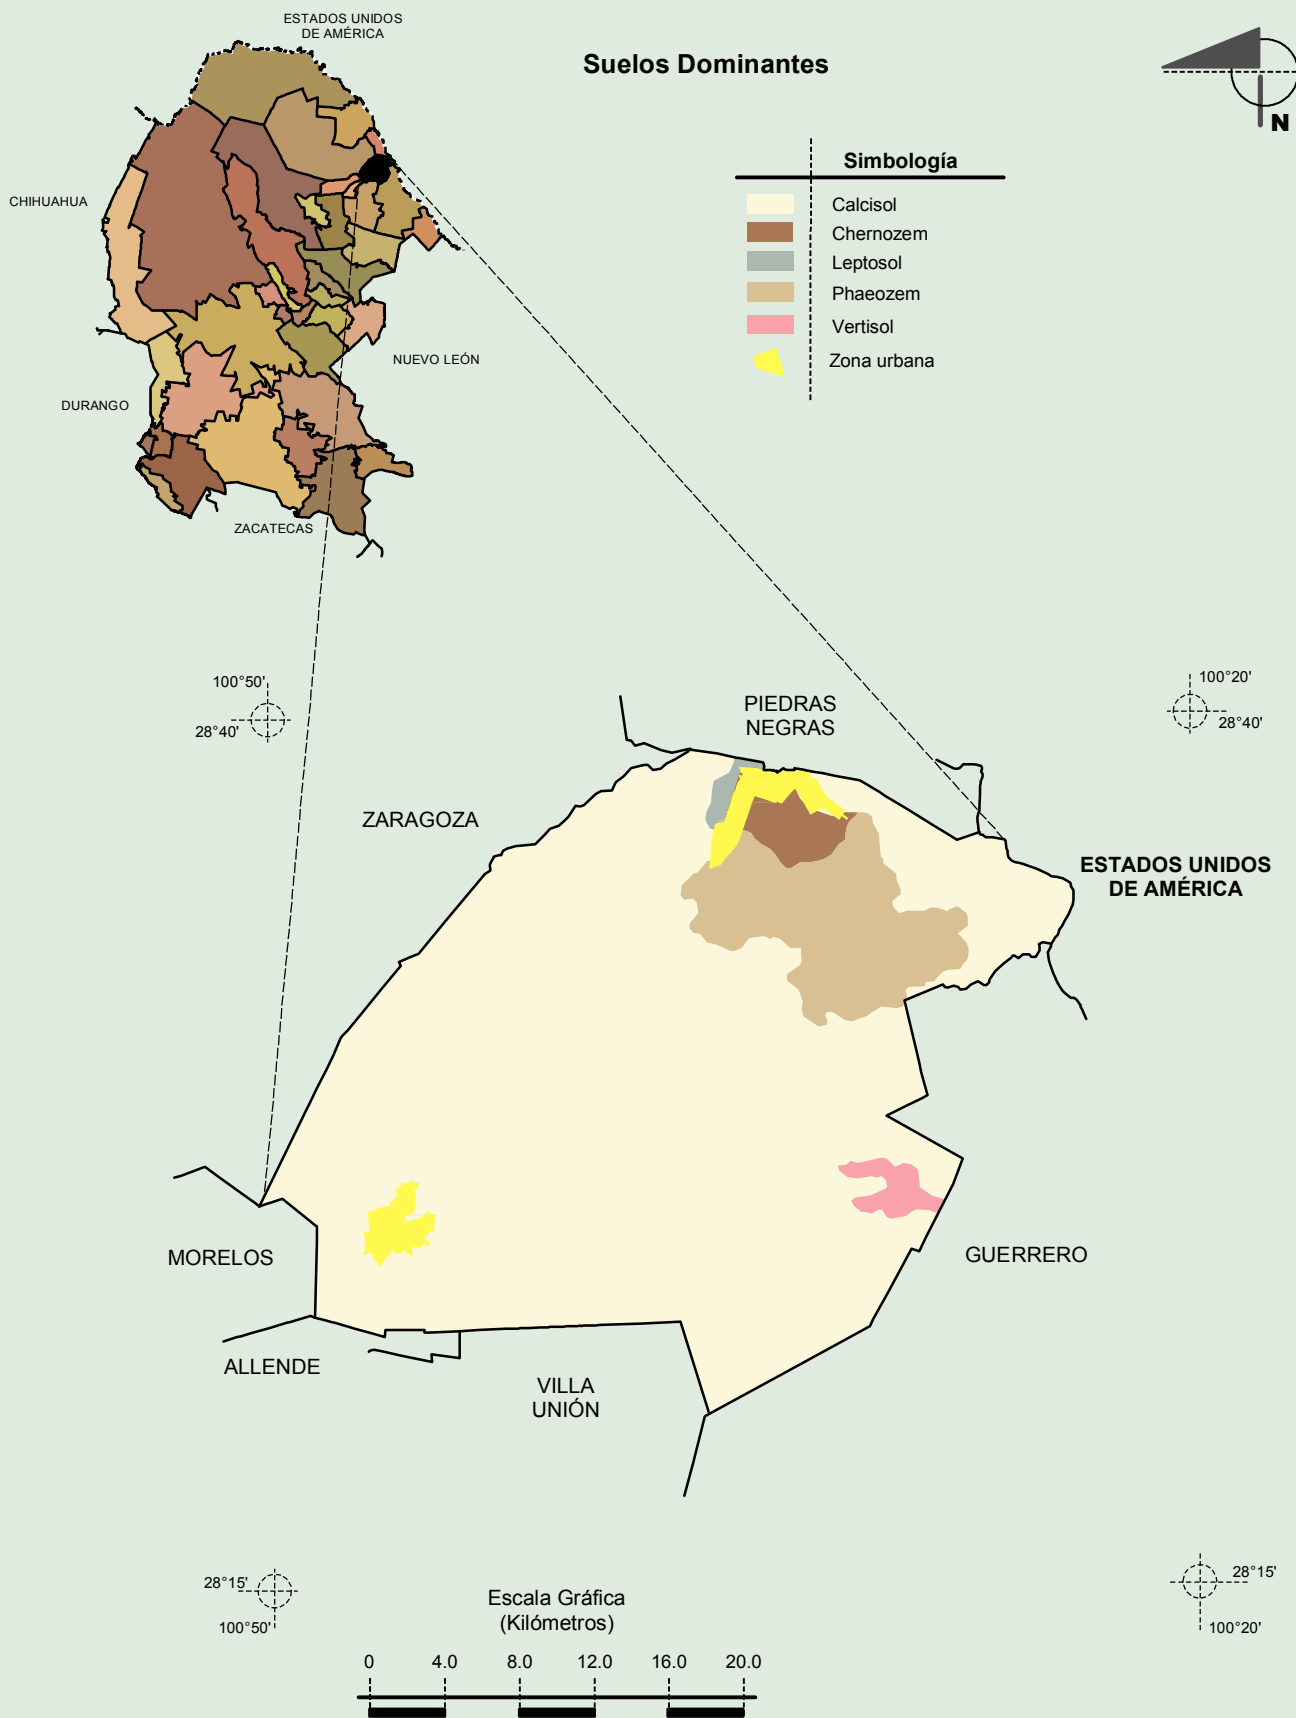 ESTADOS UNIDOS
DE AMÉRICA
Suelos Dominantes
N
Simbología
Calcisol
Chernozem
Leptosol
Phaeozem
Vertisol
Zona urbana
CHIHUAHUA
NUEVO LEÓN
DURANGO
ZACATECAS
100°50'
28°40'
100°20'
28°40'
PIEDRAS
NEGRAS
ZARAGOZA
ESTADOS UNIDOS
DE AMÉRICA
MORELOS
GUERRERO
ALLENDE
VILLA
UNIÓN
28°15'
100°50'
28°15'
100°20'
Escala Gráfica
(Kilómetros)
0 4.0 8.0 12.0 16.0 20.0